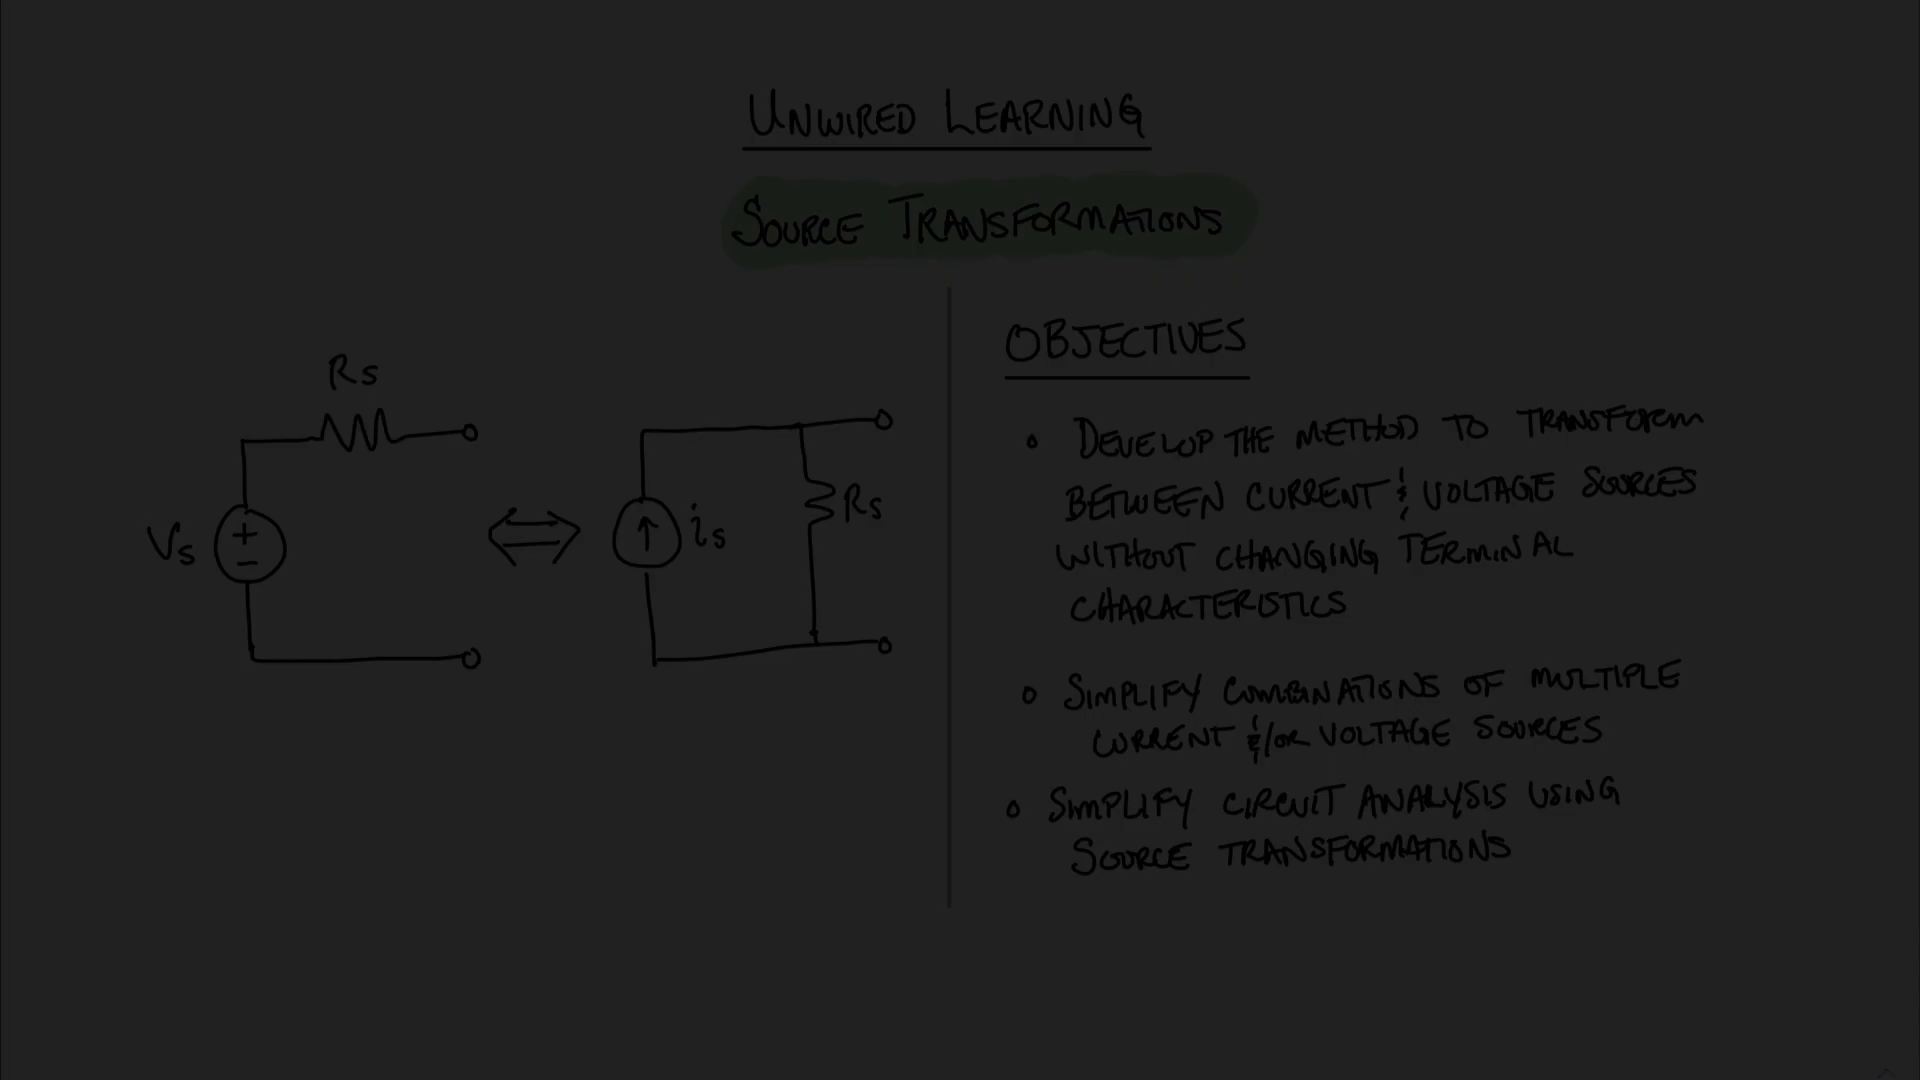 UNWIRED LEARNING
SOURCE TRANSFORMATIONS
Rs
Vs
+
−
is
Rs
OBJECTIVES
• DEVELOP THE METHOD TO TRANSFORM
BETWEEN CURRENT & VOLTAGE SOURCES
WITHOUT CHANGING TERMINAL
CHARACTERISTICS
• SIMPLIFY COMBINATIONS OF MULTIPLE
CURRENT &/OR VOLTAGE SOURCES
• SIMPLIFY CIRCUIT ANALYSIS USING
SOURCE TRANSFORMATIONS